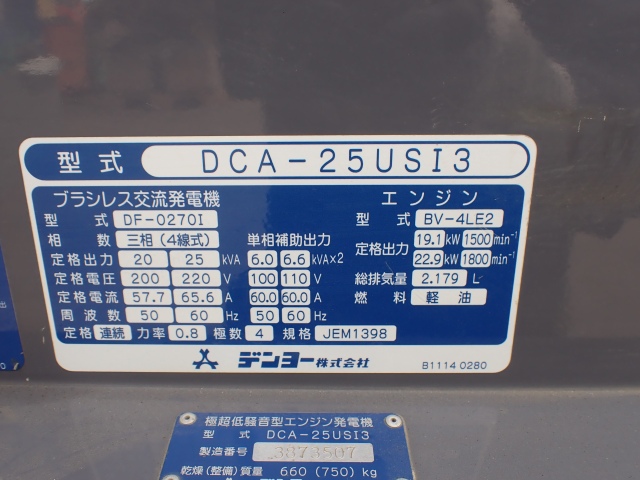 型式 DCA-25USI3
ブラシレス交流発電機 エンジン
型式 DF-0270I 型式 BV-4LE2
相数 三相(4線式) 単相補助出力 定格出力 19.1 kW 1500 min⁻¹
定格出力 20 25 kVA 6.0 6.6 kVA×2 22.9 kW 1800 min⁻¹
定格電圧 200 220 V 100 110 V 総排気量 2.179 L
定格電流 57.7 65.6 A 60.0 60.0 A 燃料 軽油
周波数 50 60 Hz 50 60 Hz
定格 連続 力率 0.8 極数 4 規格 JEM1398
デンヨー株式会社 B1114 0280
極超低騒音型エンジン発電機
型式 DCA-25USI3
製造番号 3873507
乾燥(整備)質量 660 (750) kg